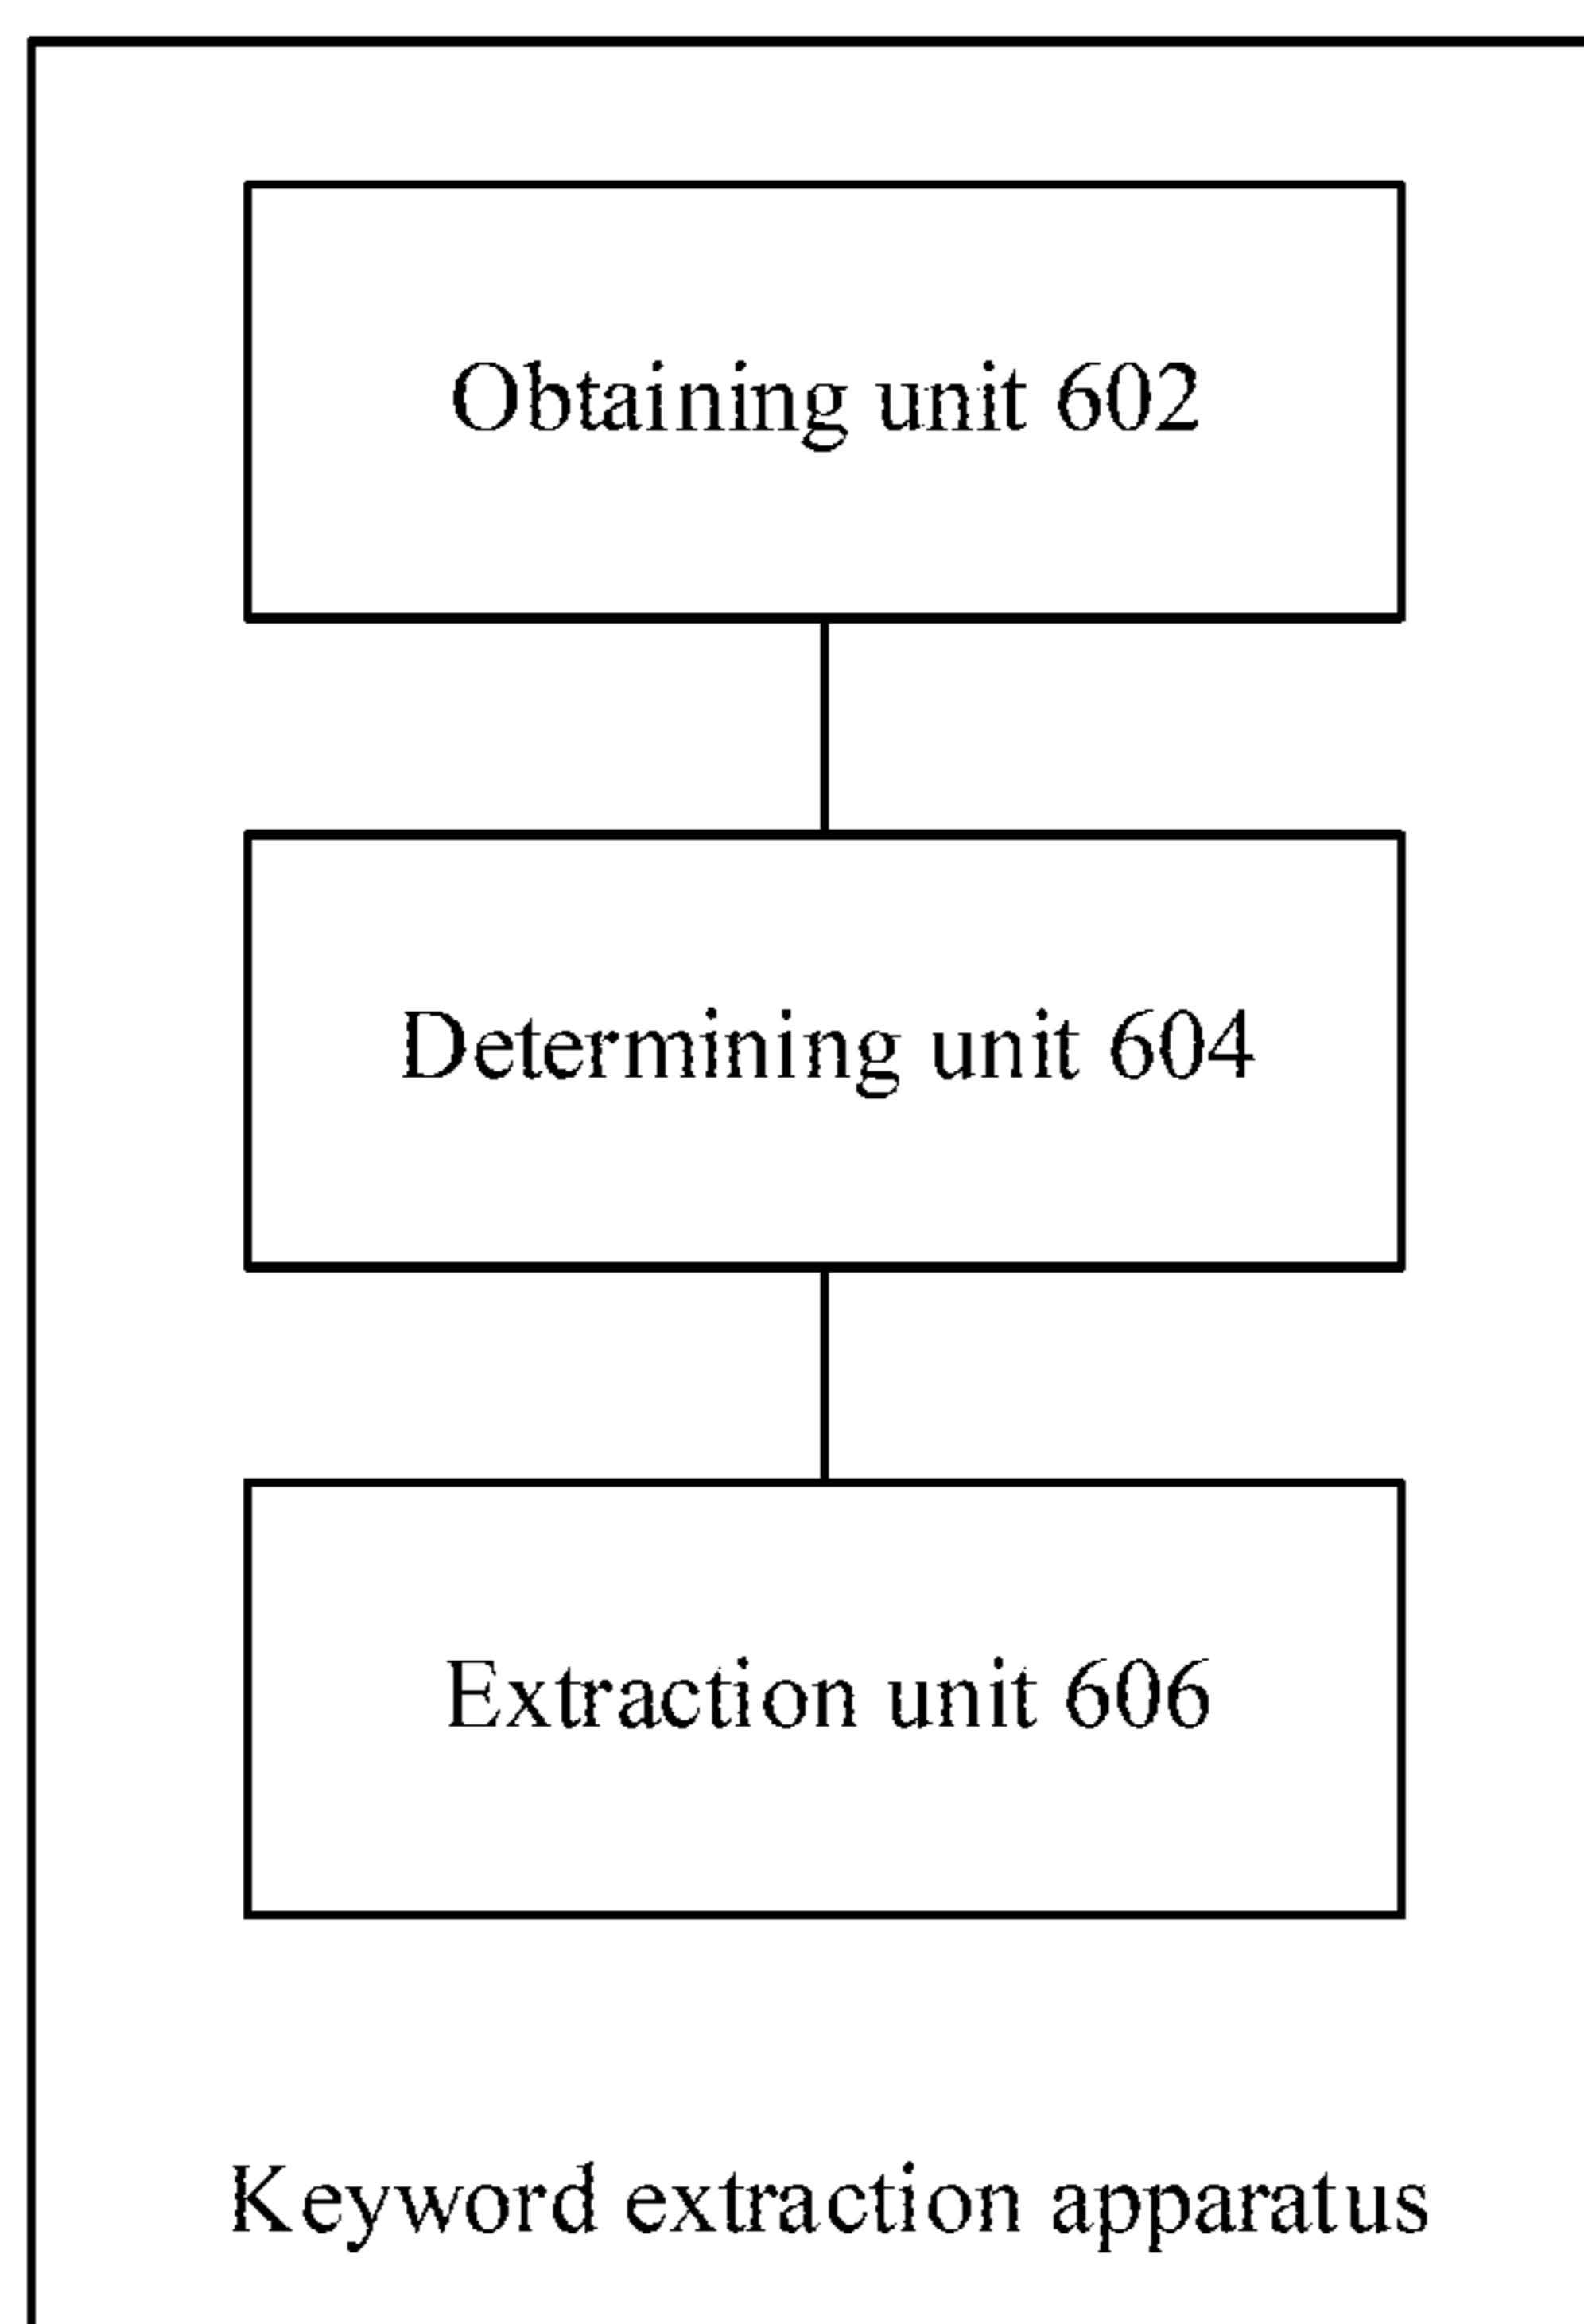 Obtaining unit 602
Determining unit 604
Extraction unit 606
Keyword extraction apparatus